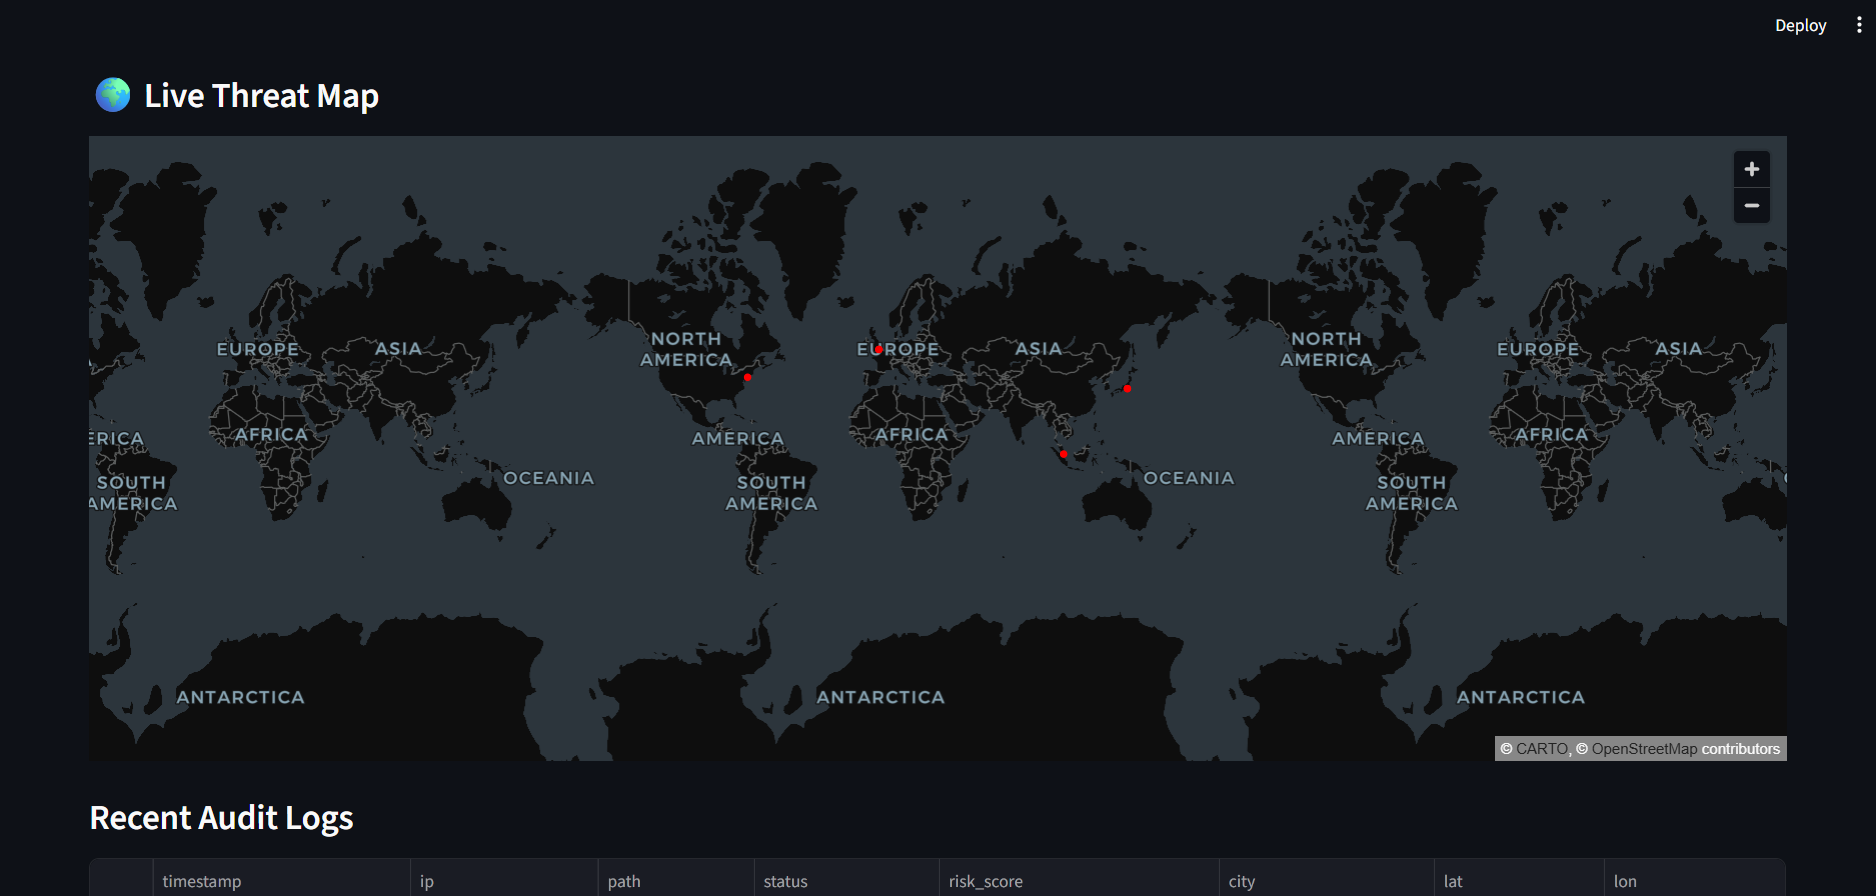 Deploy
Live Threat Map
+
−
NORTH
AMERICA
NORTH
AMERICA
EUROPE
ASIA
EUROPE
ASIA
EUROPE
ASIA
ERICA
AFRICA
AMERICA
AFRICA
AMERICA
AFRICA
OCEANIA
OCEANIA
SOUTH
AMERICA
SOUTH
AMERICA
SOUTH
AMERICA
ANTARCTICA
ANTARCTICA
ANTARCTICA
© CARTO, © OpenStreetMap contributors
Recent Audit Logs
timestamp ip path status risk_score city lat lon